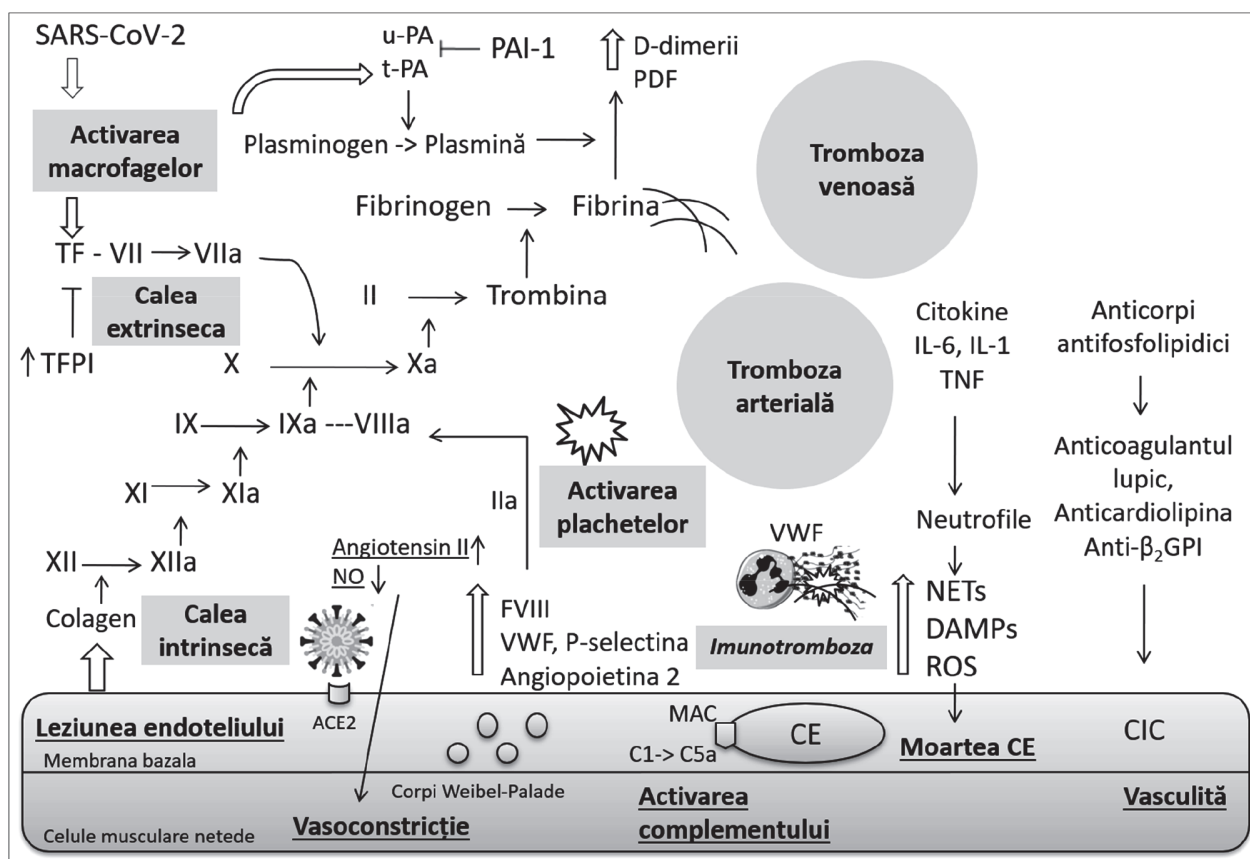 SARS-CoV-2
Activarea
macrofagelor
u-PA
t-PA
PAI-1
D-dimerii
PDF
Plasminogen -> Plasmină
Fibrinogen
Fibrina
Tromboza
venoasă
TF - VII
VIIa
Calea
extrinseca
TFPI
II
Trombina
X
Xa
IX
IXa ---VIIIa
XI
XIa
XII
XIIa
Colagen
Calea
intrinsecă
IIa
Activarea
plachetelor
Tromboza
arterială
Citokine
IL-6, IL-1
TNF
Neutrofile
NETs
DAMPs
ROS
Anticorpi
antifosfolipidici
Anticoagulantul
lupic,
Anticardiolipina
Anti-β₂GPI
Angiotensin II
NO
FVIII
VWF, P-selectina
Angiopoietina 2
VWF
Imunotromboza
Leziunea endoteliului
Membrana bazala
ACE2
MAC
C1-> C5a
CE
Moartea CE
CIC
Corpi Weibel-Palade
Celule musculare netede
Vasoconstricție
Activarea
complementului
Vasculită